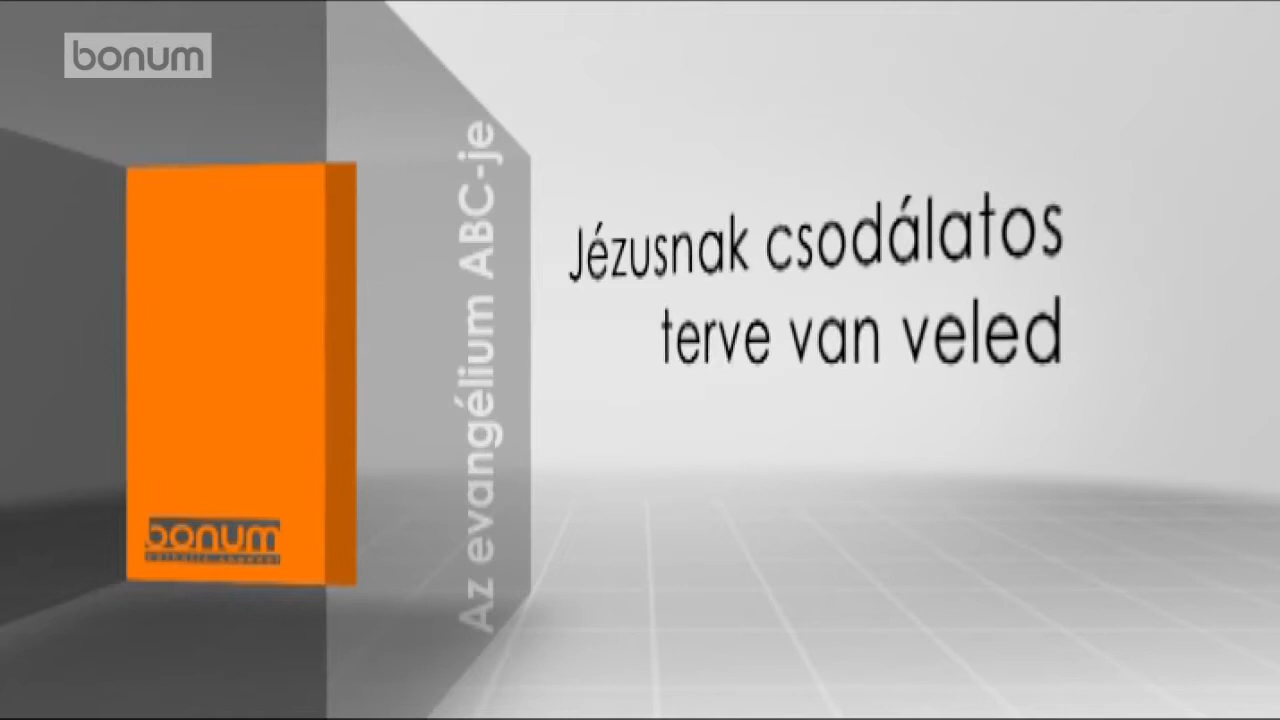 bonum
Az evangélium ABC-je
Jézusnak csodálatos
terve van veled
bonum